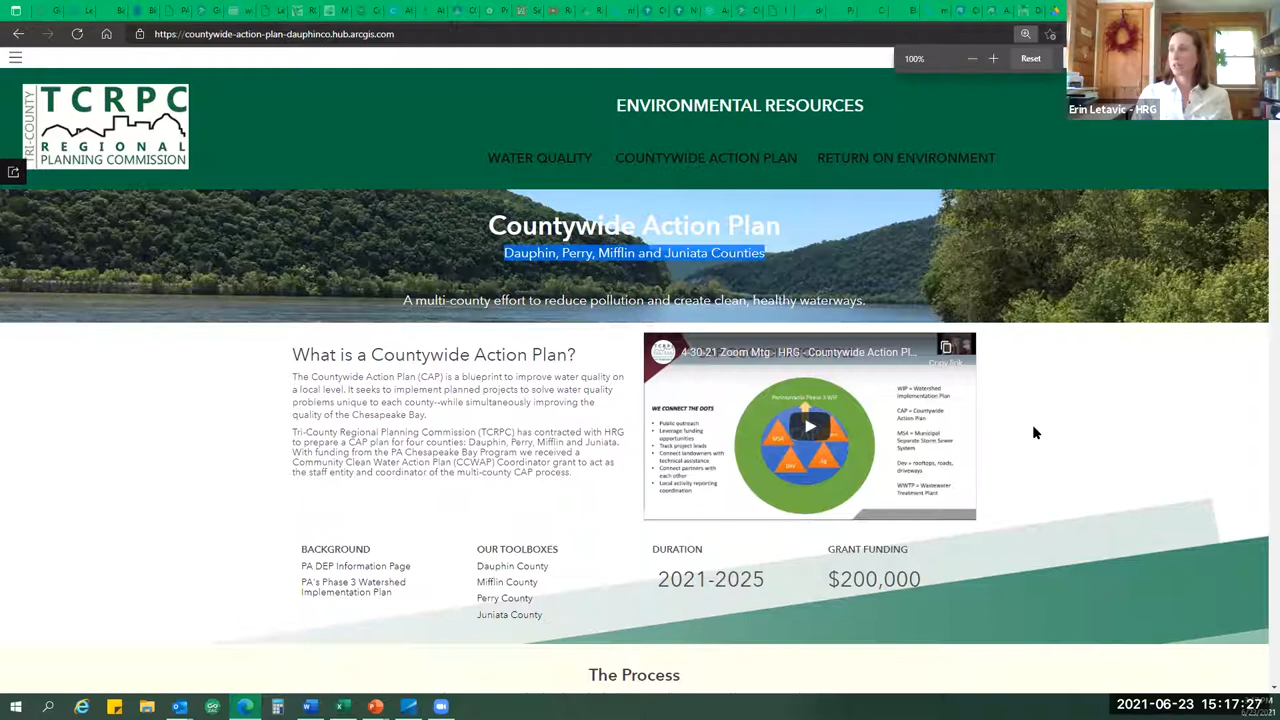 https://countywide-action-plan-dauphinco.hub.arcgis.com
100%
Reset
Erin Letavic - HRG
TRI-COUNTY
TCRPC
REGIONAL
PLANNING COMMISSION
ENVIRONMENTAL RESOURCES
WATER QUALITY COUNTYWIDE ACTION PLAN RETURN ON ENVIRONMENT
Countywide Action Plan
Dauphin, Perry, Mifflin and Juniata Counties
A multi-county effort to reduce pollution and create clean, healthy waterways.
What is a Countywide Action Plan?
The Countywide Action Plan (CAP) is a blueprint to improve water quality on
a local level. It seeks to implement planned projects to solve water quality
problems unique to each county--while simultaneously improving the
quality of the Chesapeake Bay.
Tri-County Regional Planning Commission (TCRPC) has contracted with HRG
to prepare a CAP plan for four counties: Dauphin, Perry, Mifflin and Juniata.
With funding from the PA Chesapeake Bay Program we received a
Community Clean Water Action Plan (CCWAP) Coordinator grant to act as
the staff entity and coordinator of the multi-county CAP process.
4-30-21 Zoom Mtg - HRG - Countywide Action Pl...
Copy link
WE CONNECT THE DOTS
Public outreach
Leverage funding
opportunities
Track project leads
Connect landowners with
technical assistance
Connect partners with
each other
Local activity reporting
coordination
Pennsylvania Phase 3 WIP
MS4
Dev
Ag
WIP = Watershed
Implementation Plan
CAP = Countywide
Action Plan
MS4 = Municipal
Separate Storm Sewer
System
Dev = rooftops, roads,
driveways
WWTP = Wastewater
Treatment Plant
BACKGROUND
PA DEP Information Page
PA's Phase 3 Watershed
Implementation Plan
OUR TOOLBOXES
Dauphin County
Mifflin County
Perry County
Juniata County
DURATION
2021-2025
GRANT FUNDING
$200,000
The Process
2021-06-23 15:17:27